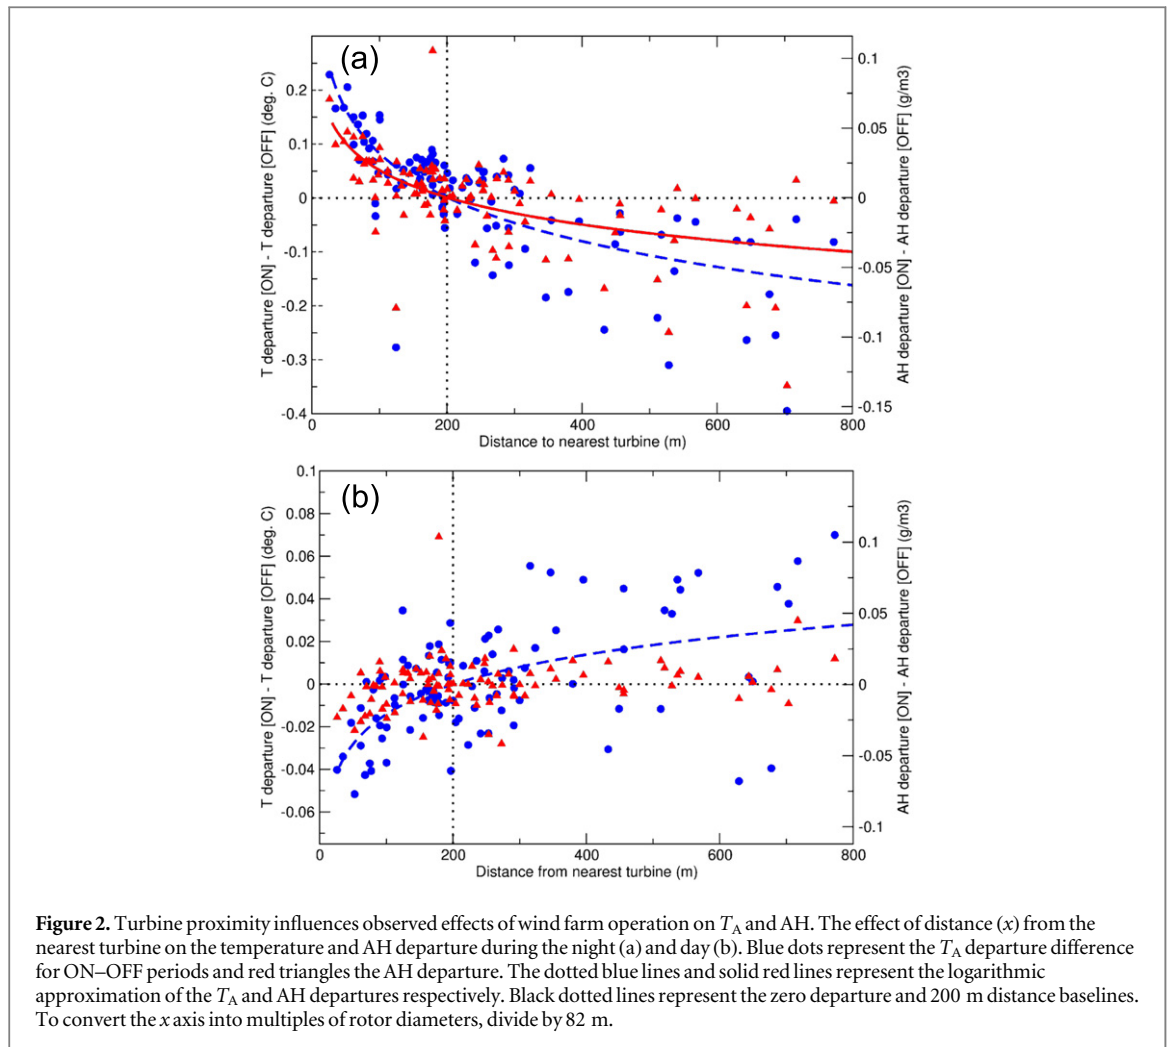 (a)
T departure [ON] - T departure [OFF] (deg. C)
0.2
0.1
0
-0.1
-0.2
-0.3
-0.4
AH departure [ON] - AH departure [OFF] (g/m3)
0.1
0.05
0
-0.05
-0.1
-0.15
0 200 400 600 800
Distance to nearest turbine (m)
(b)
T departure [ON] - T departure [OFF] (deg. C)
0.1
0.08
0.06
0.04
0.02
0
-0.02
-0.04
-0.06
AH departure [ON] - AH departure [OFF] (g/m3)
0.1
0.05
0
-0.05
-0.1
0 200 400 600 800
Distance from nearest turbine (m)
Figure 2. Turbine proximity influences observed effects of wind farm operation on TA and AH. The effect of distance (x) from the
nearest turbine on the temperature and AH departure during the night (a) and day (b). Blue dots represent the TA departure difference
for ON–OFF periods and red triangles the AH departure. The dotted blue lines and solid red lines represent the logarithmic
approximation of the TA and AH departures respectively. Black dotted lines represent the zero departure and 200 m distance baselines.
To convert the x axis into multiples of rotor diameters, divide by 82 m.